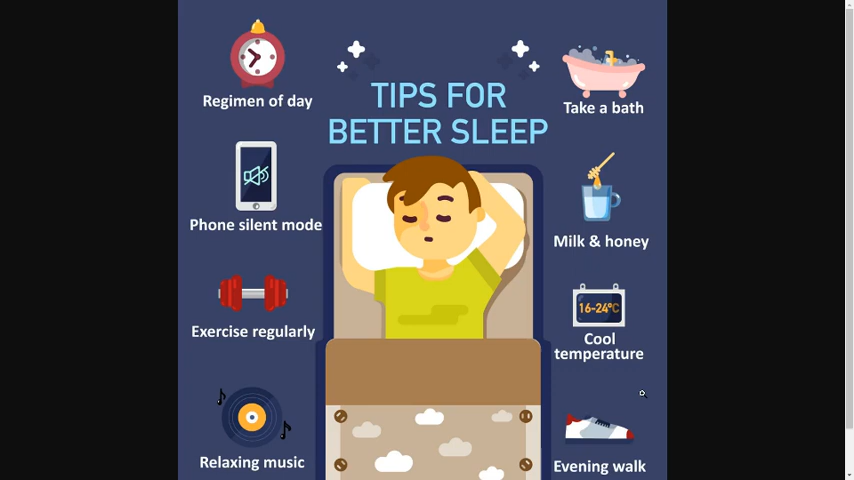 TIPS FOR
BETTER SLEEP
Regimen of day
Phone silent mode
Exercise regularly
Relaxing music
Take a bath
Milk & honey
16-24°C
Cool
temperature
Evening walk